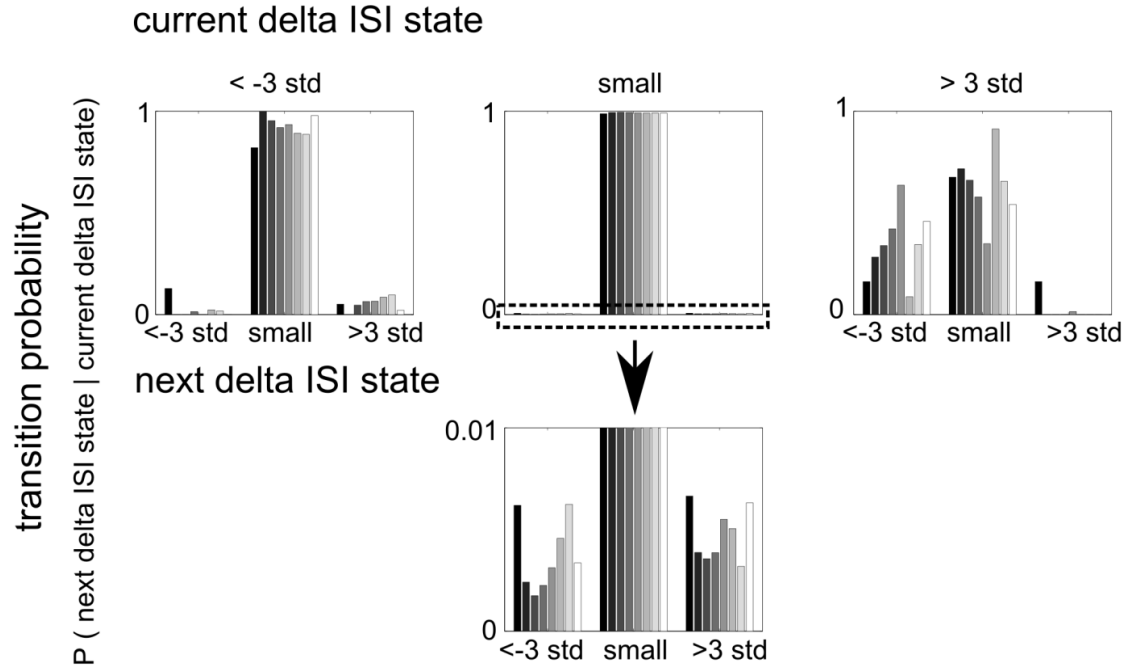 current delta ISI state
< -3 std
small
> 3 std
1
0
<-3 std
small
>3 std
1
0
1
0
<-3 std
small
>3 std
next delta ISI state
transition probability
P ( next delta ISI state | current delta ISI state)
0.01
0
<-3 std
small
>3 std